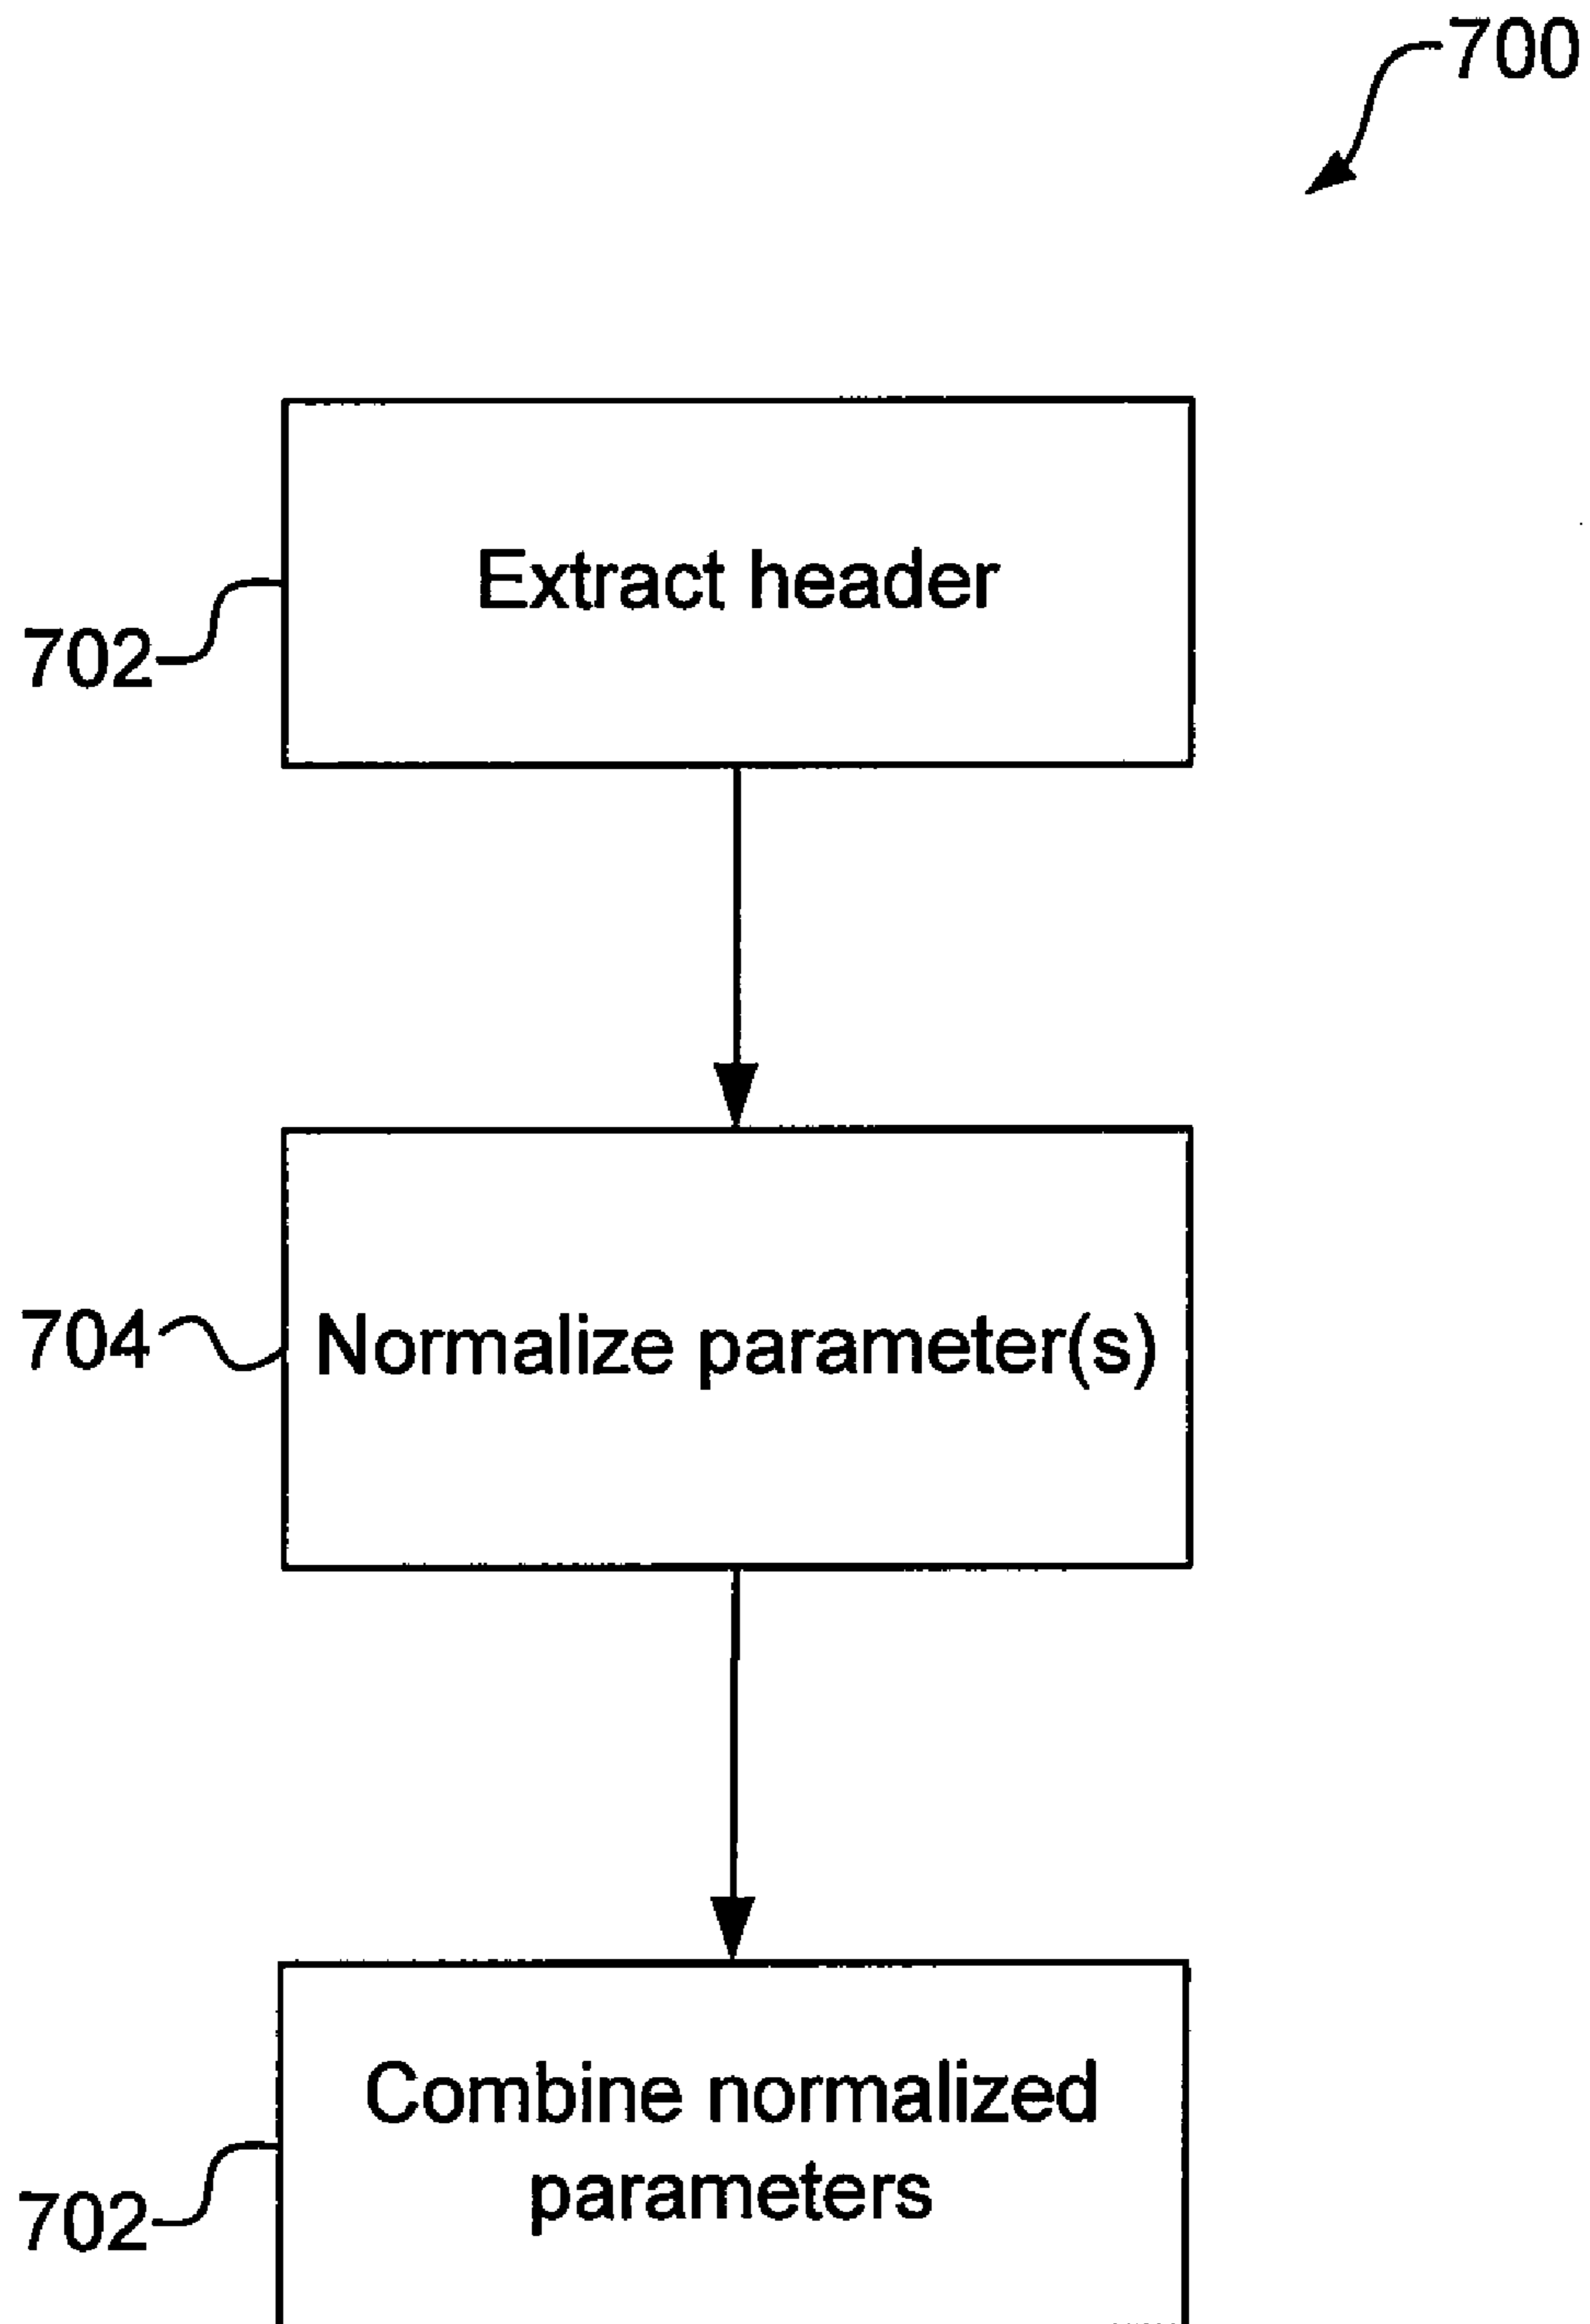 700
Extract header
702
704
Normalize parameter(s)
Combine normalized
parameters
702